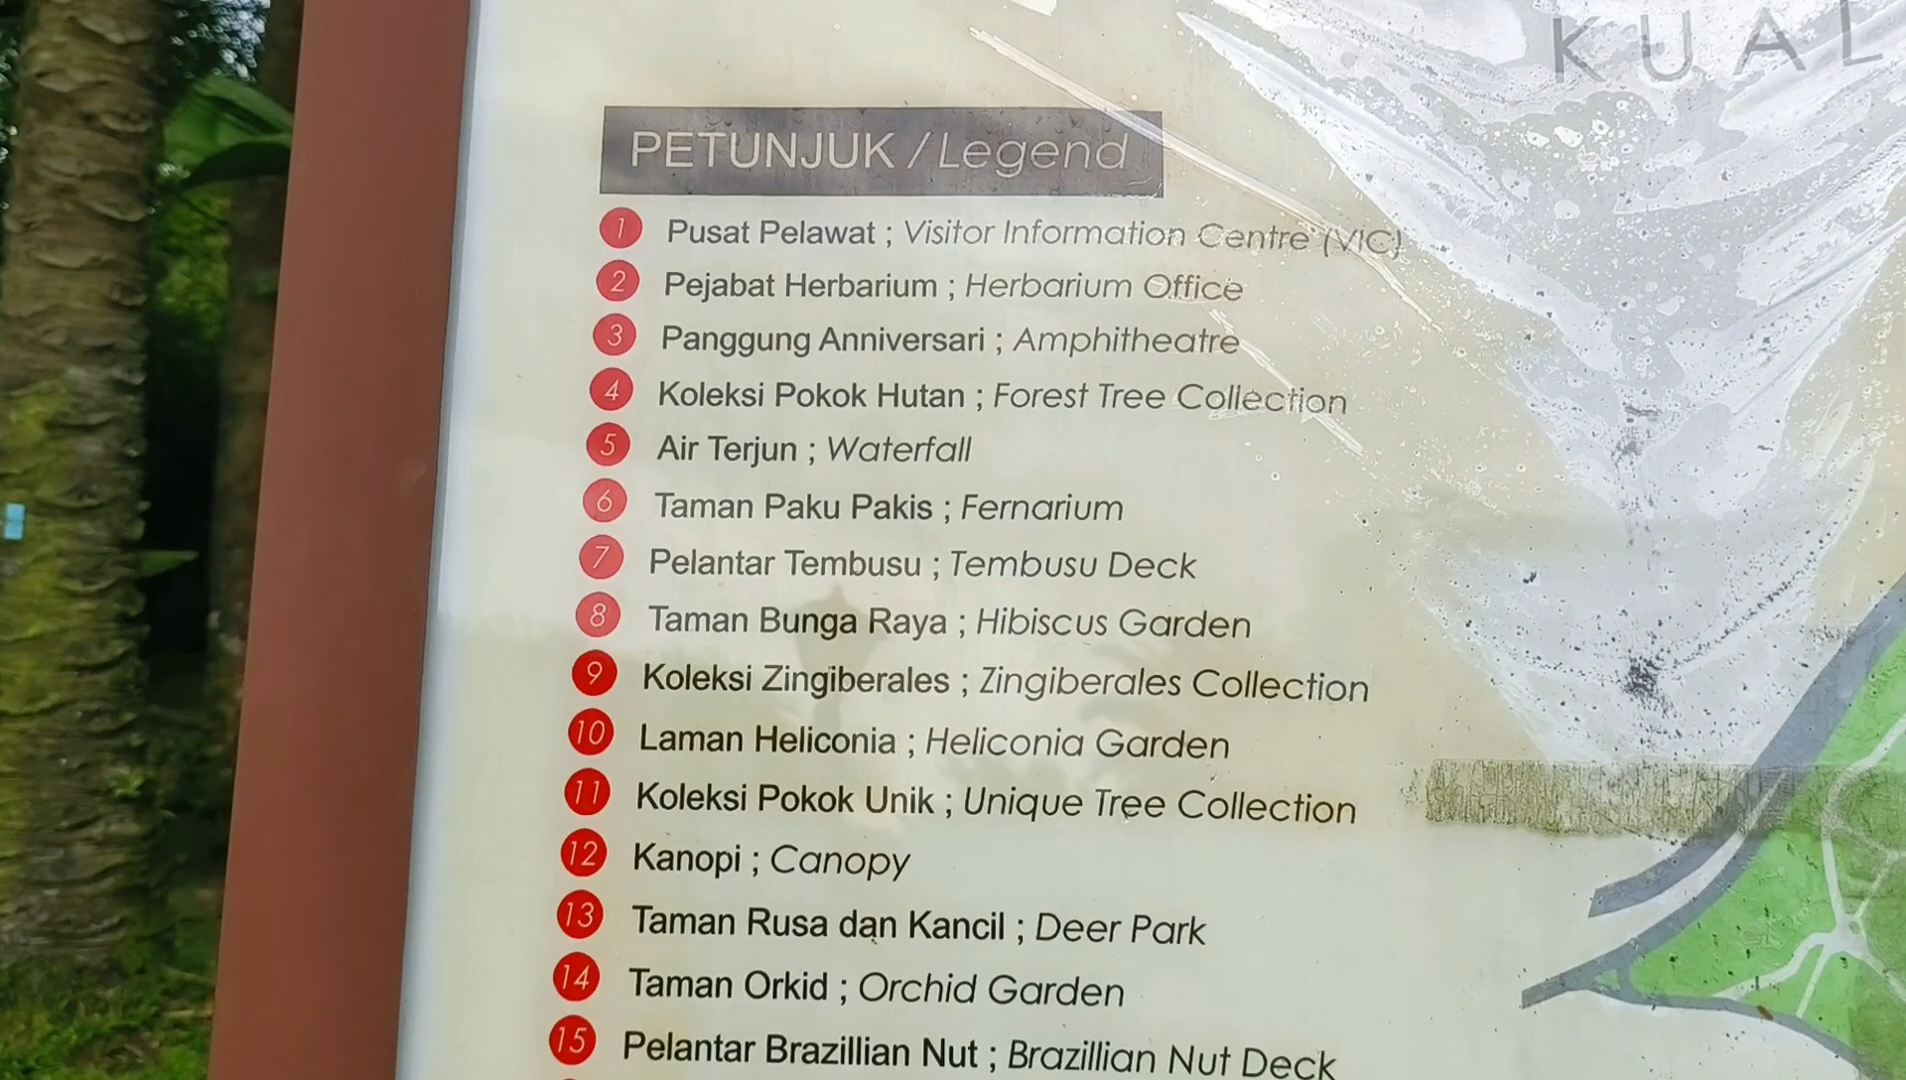 KUAL
PETUNJUK / Legend
1 Pusat Pelawat ; Visitor Information Centre (VIC)
2 Pejabat Herbarium ; Herbarium Office
3 Panggung Anniversari ; Amphitheatre
4 Koleksi Pokok Hutan ; Forest Tree Collection
5 Air Terjun ; Waterfall
6 Taman Paku Pakis ; Fernarium
7 Pelantar Tembusu ; Tembusu Deck
8 Taman Bunga Raya ; Hibiscus Garden
9 Koleksi Zingiberales ; Zingiberales Collection
10 Laman Heliconia ; Heliconia Garden
11 Koleksi Pokok Unik ; Unique Tree Collection
12 Kanopi ; Canopy
13 Taman Rusa dan Kancil ; Deer Park
14 Taman Orkid ; Orchid Garden
15 Pelantar Brazillian Nut ; Brazillian Nut Deck